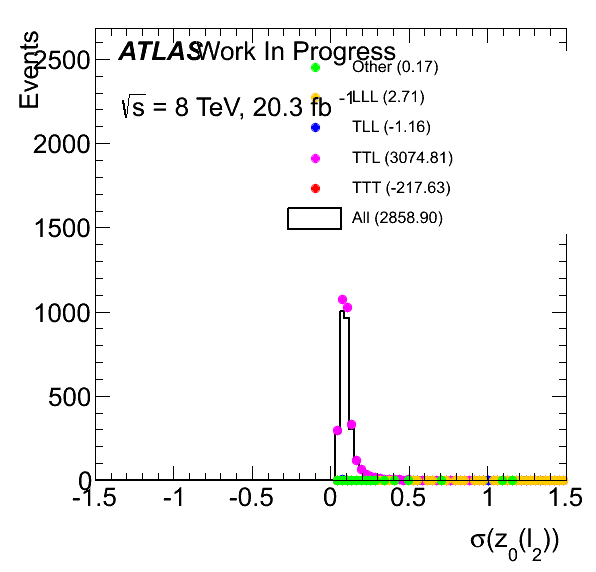 Events
ATLAS Work In Progress
√s = 8 TeV, 20.3 fb -1
Other (0.17)
LLL (2.71)
TLL (-1.16)
TTL (3074.81)
TTT (-217.63)
All (2858.90)
2500
2000
1500
1000
500
0
-1.5 -1 -0.5 0 0.5 1 1.5
σ(z0(l2))